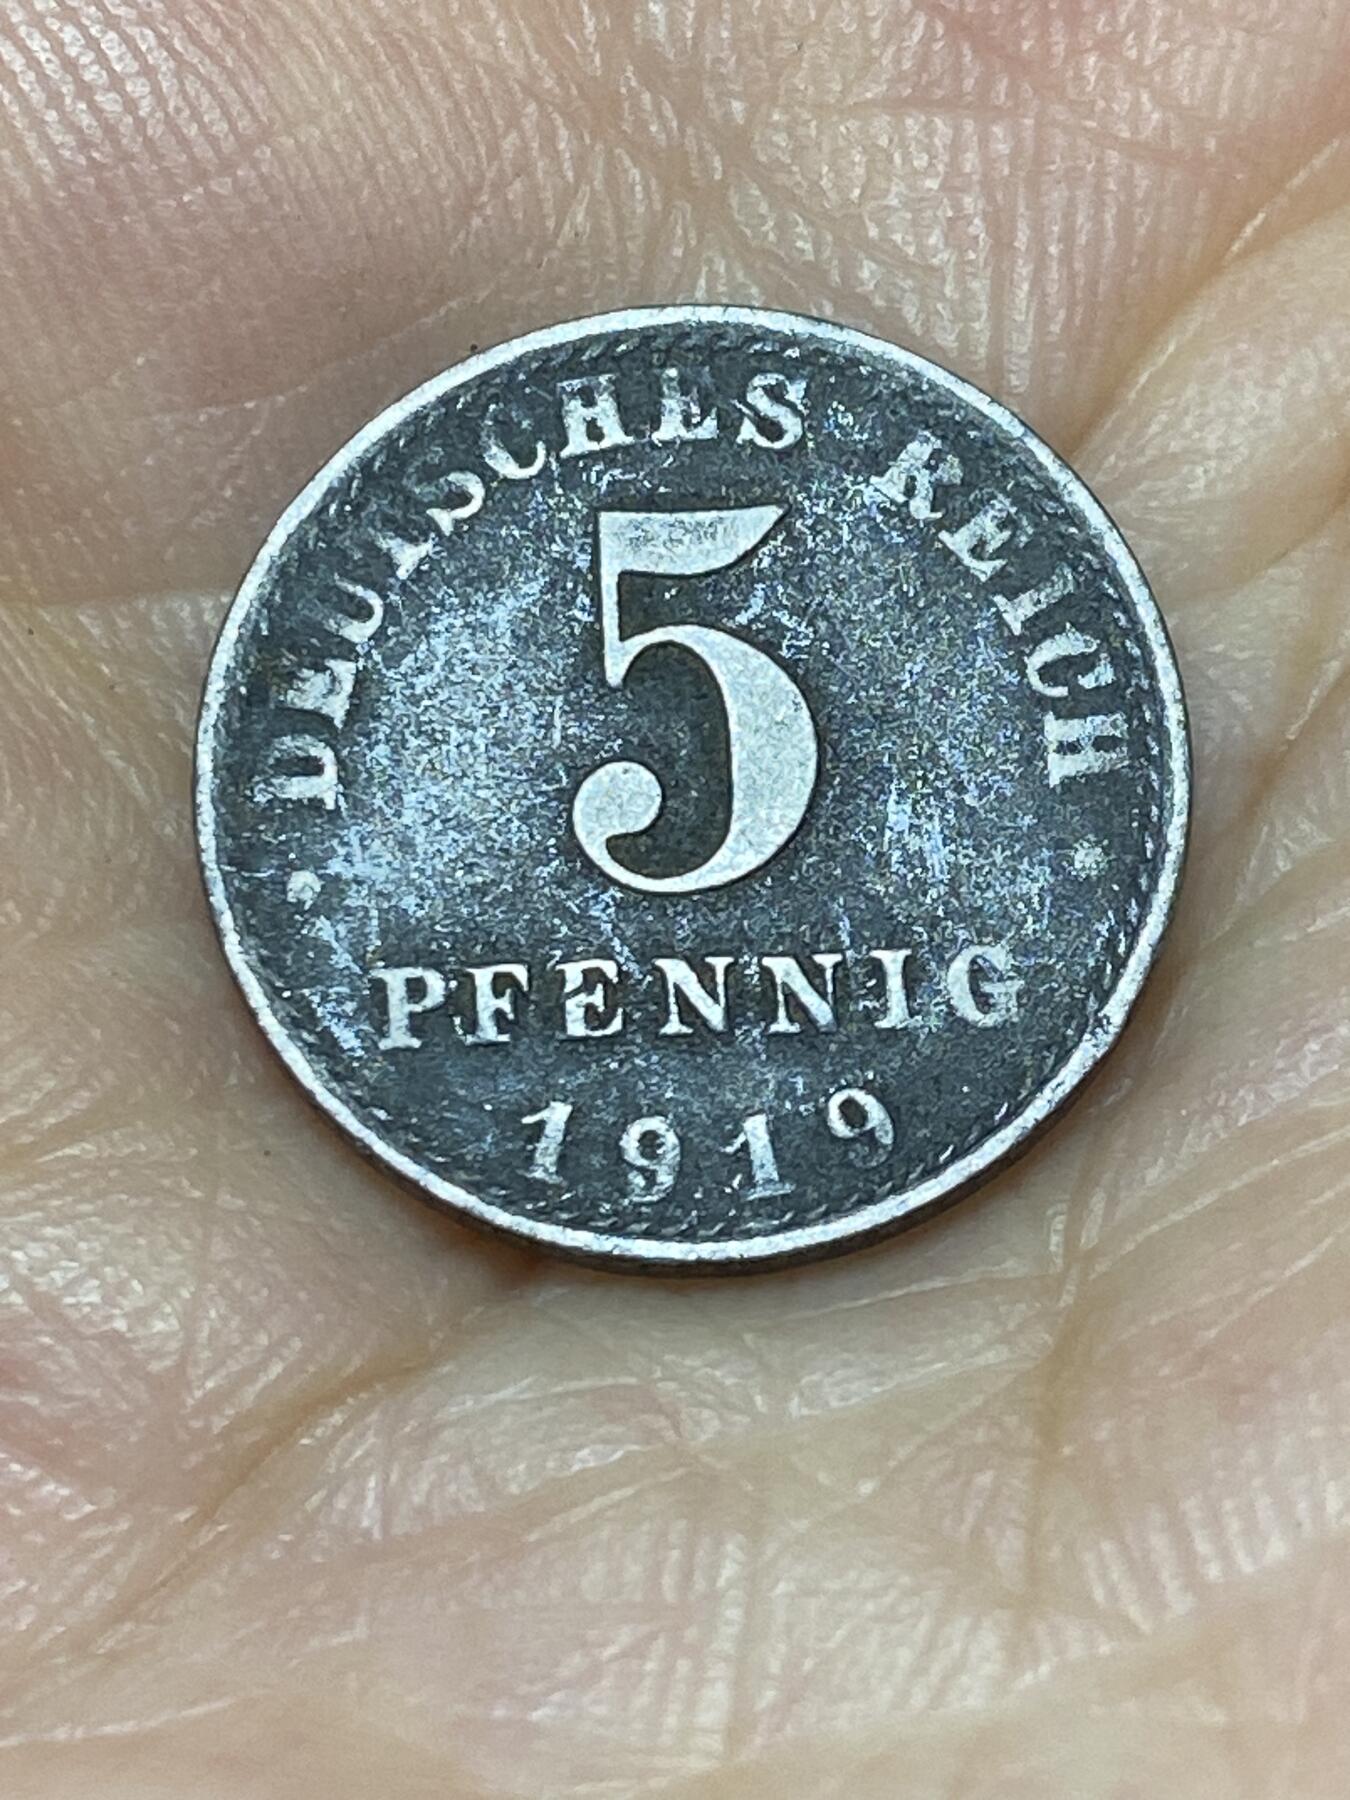 DEUTSCHES REICH
5
PFENNIG
1919